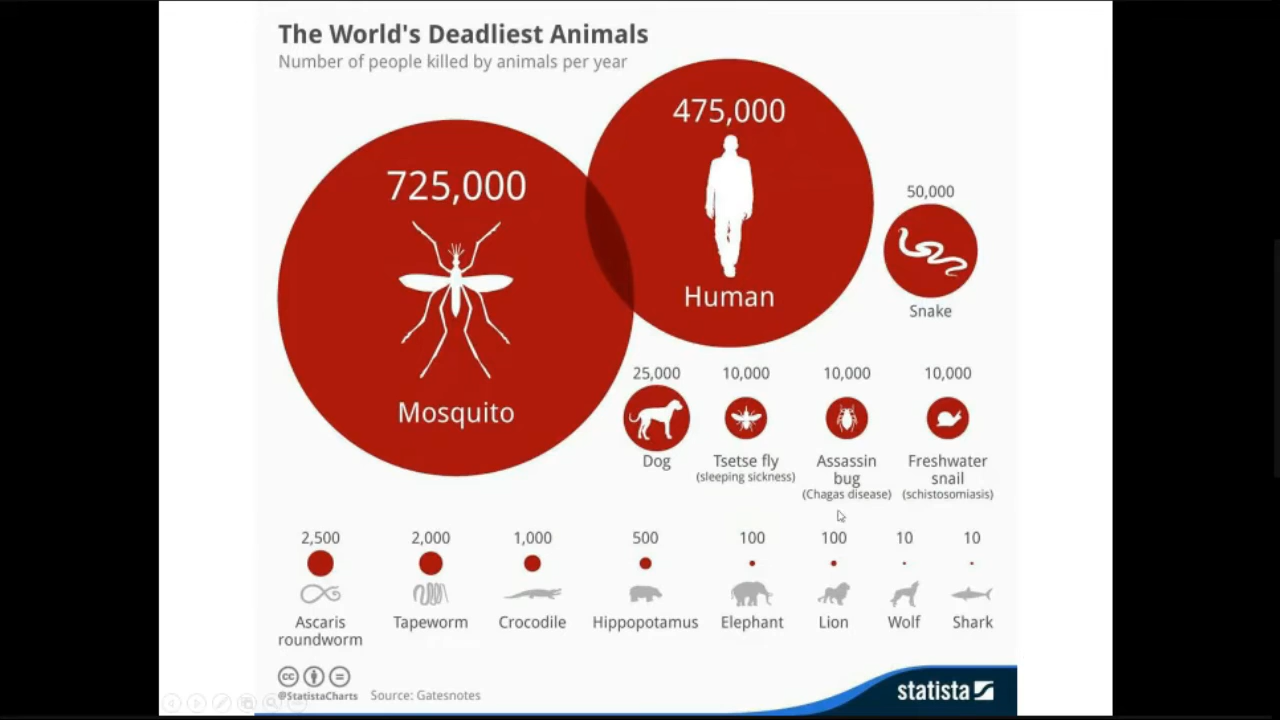 The World's Deadliest Animals
Number of people killed by animals per year
725,000
Mosquito
475,000
Human
50,000
Snake
25,000
Dog
10,000
Tsetse fly
(sleeping sickness)
10,000
Assassin
bug
(Chagas disease)
10,000
Freshwater
snail
(schistosomiasis)
2,500
Ascaris
roundworm
2,000
Tapeworm
1,000
Crocodile
500
Hippopotamus
100
Elephant
100
Lion
10
Wolf
10
Shark
cc
@StatistaCharts Source: Gatesnotes
statista